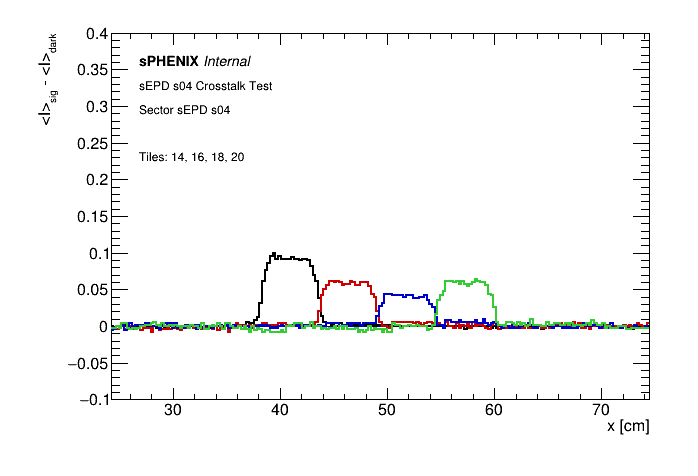 <I>sig - <I>dark
0.4
0.35
0.3
0.25
0.2
0.15
0.1
0.05
0
−0.05
−0.1
sPHENIX Internal
sEPD s04 Crosstalk Test
Sector sEPD s04
Tiles: 14, 16, 18, 20
30 40 50 60 70
x [cm]